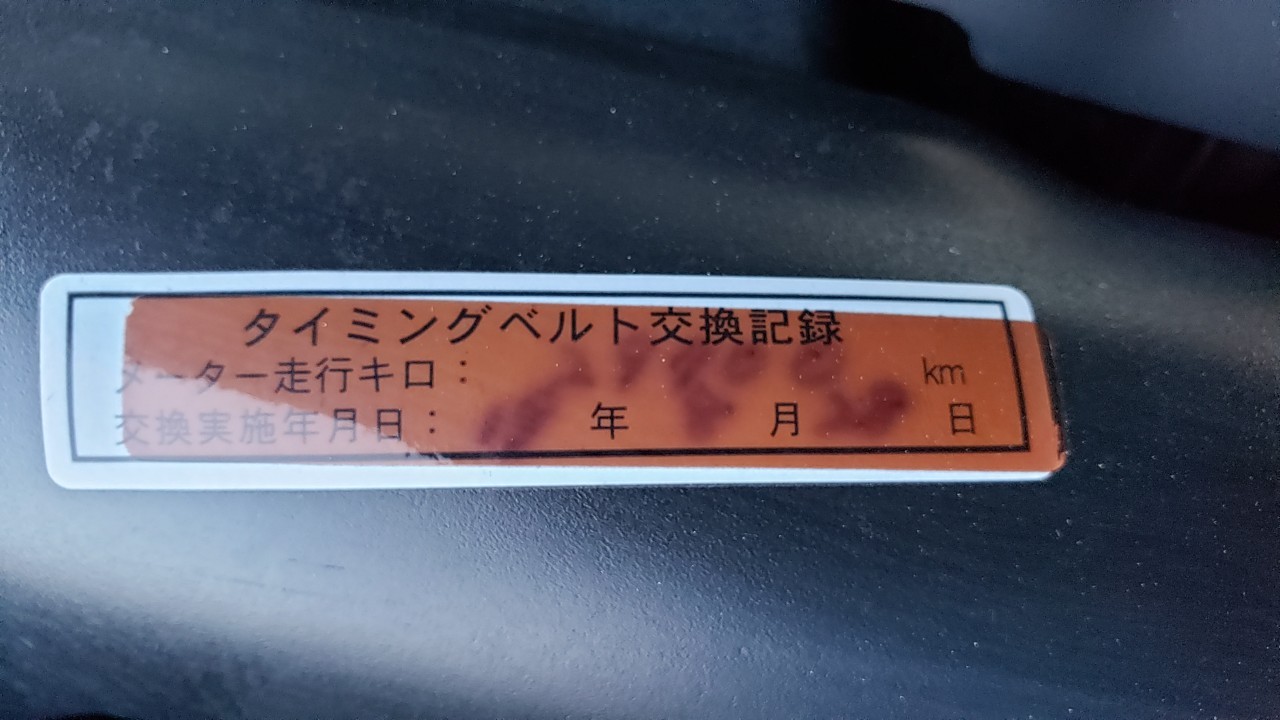 タイミングベルト交換記録
メーター走行キロ： km
交換実施年月日： 年 月 日